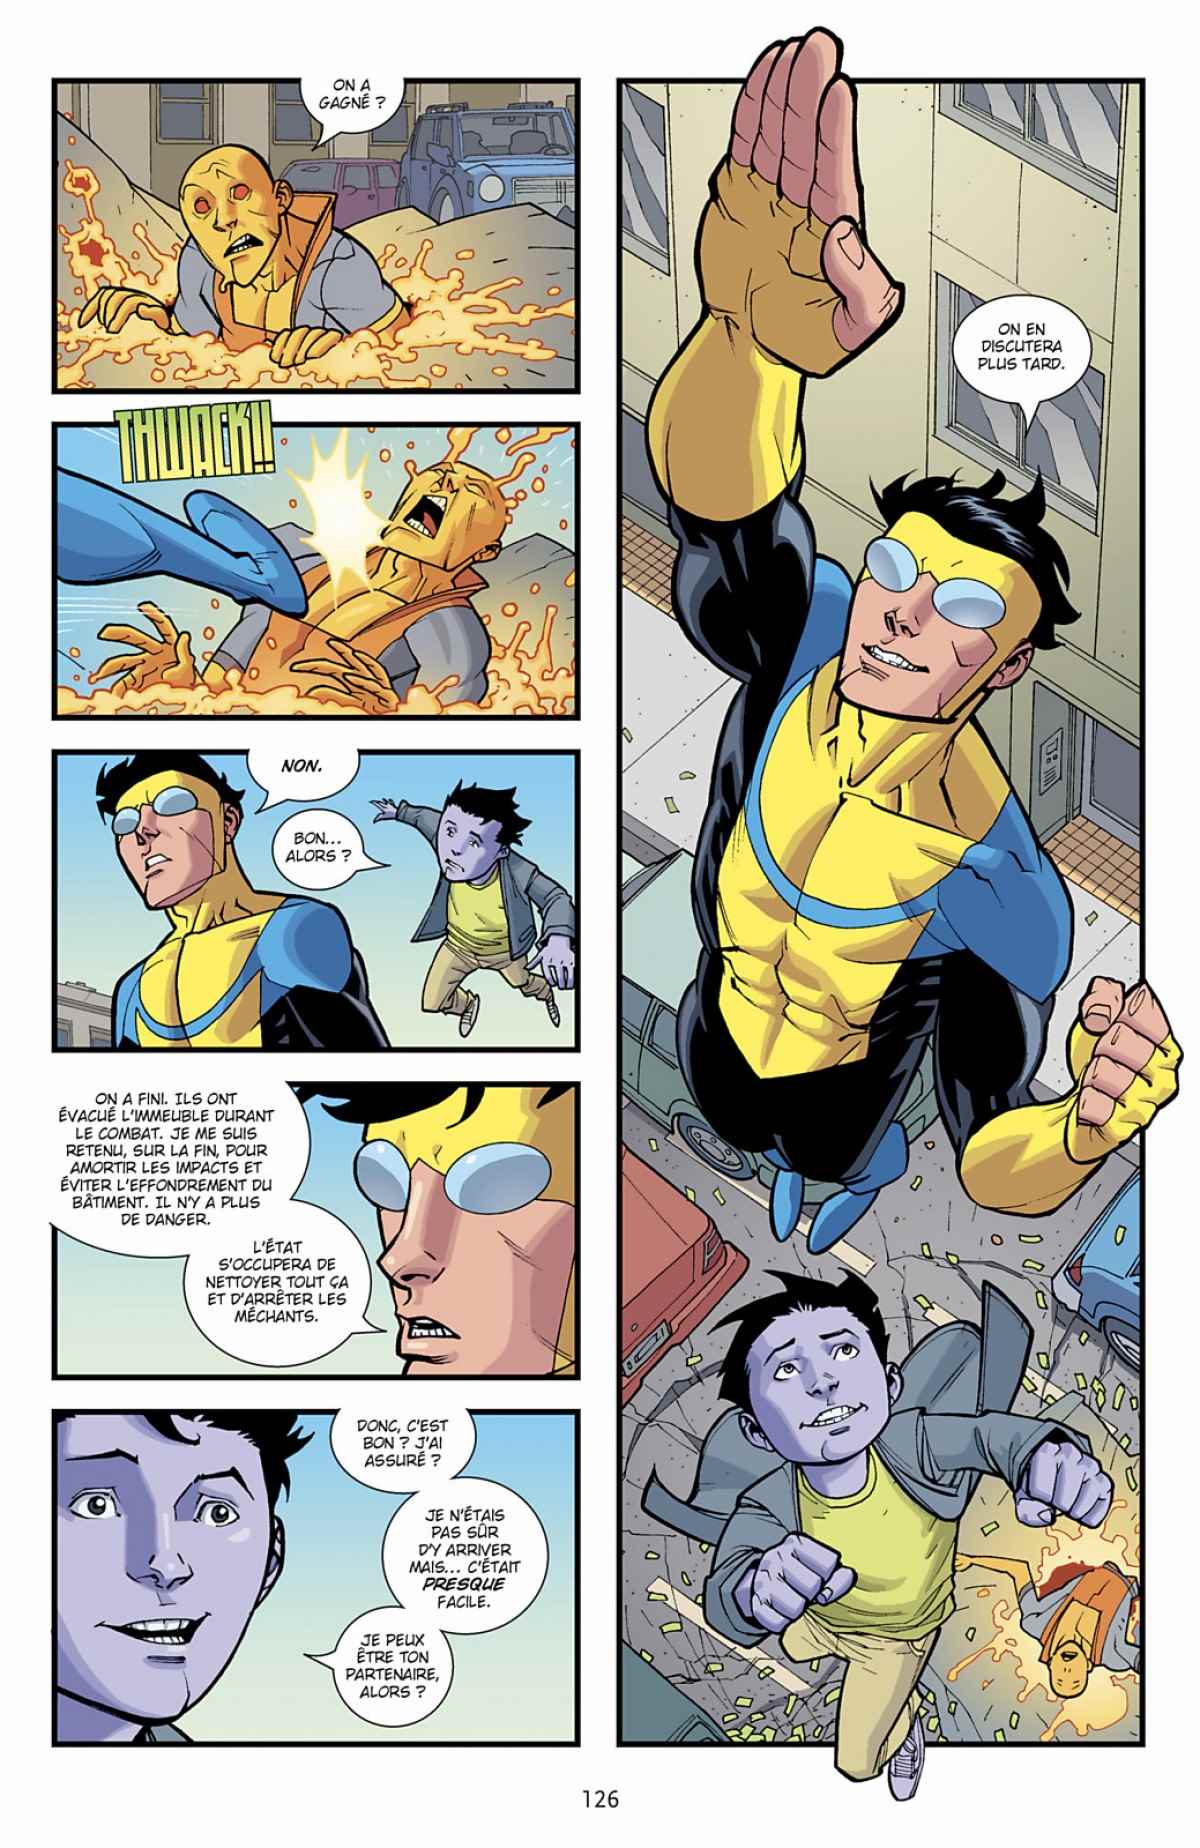 ON A
GAGNÉ ?
THWACK!!
NON.
BON...
ALORS ?
ON A FINI. ILS ONT
ÉVACUÉ L'IMMEUBLE DURANT
LE COMBAT. JE ME SUIS
RETENU, SUR LA FIN, POUR
AMORTIR LES IMPACTS ET
ÉVITER L'EFFONDREMENT DU
BÂTIMENT. IL N'Y A PLUS
DE DANGER.
L'ÉTAT
S'OCCUPERA DE
NETTOYER TOUT ÇA
ET D'ARRÊTER LES
MÉCHANTS.
DONC, C'EST
BON ? J'AI
ASSURÉ ?
JE N'ÉTAIS
PAS SÛR
D'Y ARRIVER
MAIS... C'ÉTAIT
PRESQUE
FACILE.
JE PEUX
ÊTRE TON
PARTENAIRE,
ALORS ?
ON EN
DISCUTERA
PLUS TARD.
126